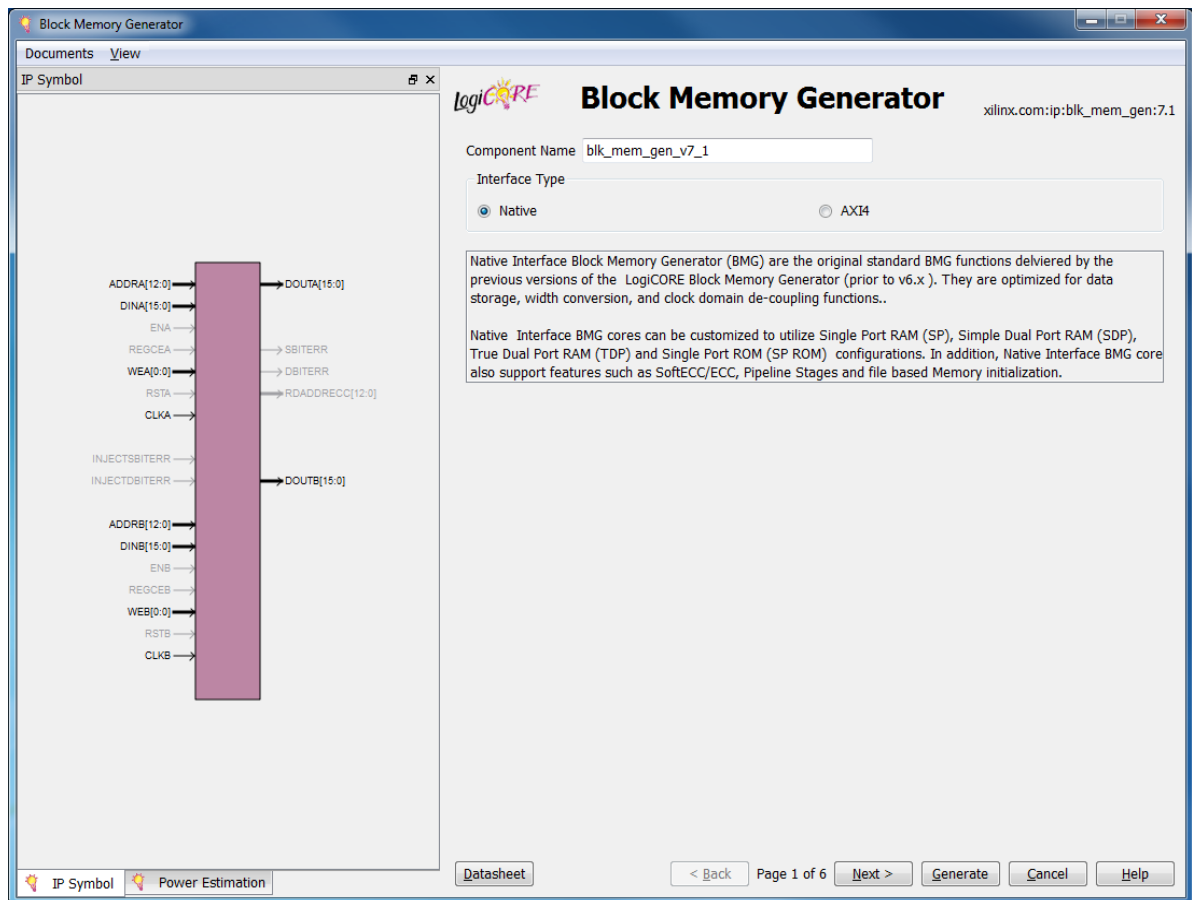 Block Memory Generator
Documents View
IP Symbol
LogiCORE
Block Memory Generator
xilinx.com:ip:blk_mem_gen:7.1
Component Name blk_mem_gen_v7_1
Interface Type
Native AXI4
Native Interface Block Memory Generator (BMG) are the original standard BMG functions delviered by the
previous versions of the LogiCORE Block Memory Generator (prior to v6.x ). They are optimized for data
storage, width conversion, and clock domain de-coupling functions..
Native Interface BMG cores can be customized to utilize Single Port RAM (SP), Simple Dual Port RAM (SDP),
True Dual Port RAM (TDP) and Single Port ROM (SP ROM) configurations. In addition, Native Interface BMG core
also support features such as SoftECC/ECC, Pipeline Stages and file based Memory initialization.
ADDRA[12:0] DOUTA[15:0]
DINA[15:0]
ENA
REGCEA SBITERR
WEA[0:0] DBITERR
RSTA RDADDRECC[12:0]
CLKA
INJECTSBITERR
INJECTDBITERR DOUTB[15:0]
ADDRB[12:0]
DINB[15:0]
ENB
REGCEB
WEB[0:0]
RSTB
CLKB
IP Symbol Power Estimation
Datasheet < Back Page 1 of 6 Next > Generate Cancel Help